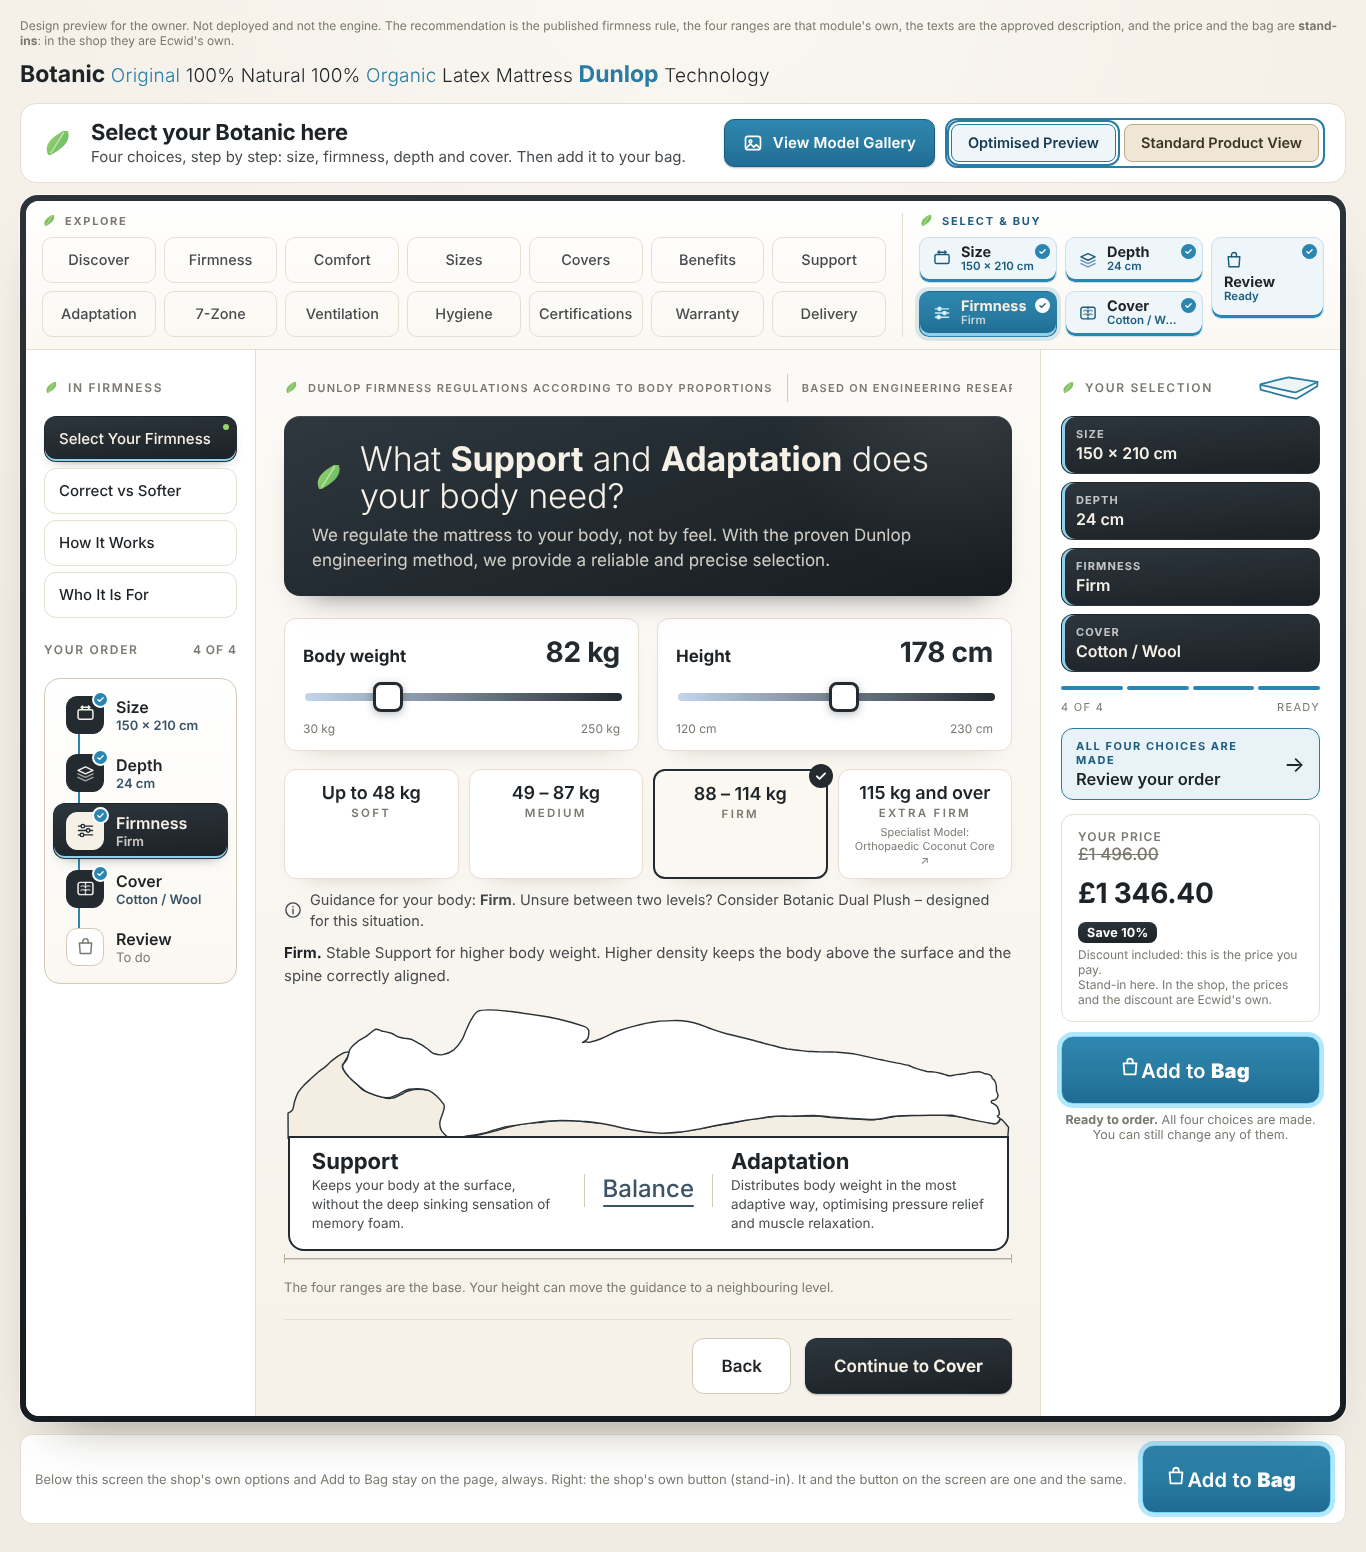 Design preview for the owner. Not deployed and not the engine. The recommendation is the published firmness rule, the four ranges are that module's own, the texts are the approved description, and the price and the bag are stand-
ins: in the shop they are Ecwid's own.
Botanic Original 100% Natural 100% Organic Latex Mattress Dunlop Technology
Select your Botanic here
Four choices, step by step: size, firmness, depth and cover. Then add it to your bag.
View Model Gallery
Optimised Preview
Standard Product View
EXPLORE
Discover
Firmness
Comfort
Sizes
Covers
Benefits
Support
Adaptation
7-Zone
Ventilation
Hygiene
Certifications
Warranty
Delivery
SELECT & BUY
Size
150 × 210 cm
Depth
24 cm
Firmness
Firm
Cover
Cotton / W...
Review
Ready
IN FIRMNESS
Select Your Firmness
Correct vs Softer
How It Works
Who It Is For
YOUR ORDER
4 OF 4
Size
150 × 210 cm
Depth
24 cm
Firmness
Firm
Cover
Cotton / Wool
Review
To do
DUNLOP FIRMNESS REGULATIONS ACCORDING TO BODY PROPORTIONS
BASED ON ENGINEERING RESEAR
What Support and Adaptation does
your body need?
We regulate the mattress to your body, not by feel. With the proven Dunlop
engineering method, we provide a reliable and precise selection.
Body weight
82 kg
30 kg
250 kg
Height
178 cm
120 cm
230 cm
Up to 48 kg
SOFT
49 – 87 kg
MEDIUM
88 – 114 kg
FIRM
115 kg and over
EXTRA FIRM
Specialist Model:
Orthopaedic Coconut Core
↗
Guidance for your body: Firm. Unsure between two levels? Consider Botanic Dual Plush – designed
for this situation.
Firm. Stable Support for higher body weight. Higher density keeps the body above the surface and the
spine correctly aligned.
Support
Keeps your body at the surface,
without the deep sinking sensation of
memory foam.
Balance
Adaptation
Distributes body weight in the most
adaptive way, optimising pressure relief
and muscle relaxation.
The four ranges are the base. Your height can move the guidance to a neighbouring level.
Back
Continue to Cover
YOUR SELECTION
SIZE
150 × 210 cm
DEPTH
24 cm
FIRMNESS
Firm
COVER
Cotton / Wool
4 OF 4
READY
ALL FOUR CHOICES ARE
MADE
Review your order
YOUR PRICE
£1 496.00
£1 346.40
Save 10%
Discount included: this is the price you
pay.
Stand-in here. In the shop, the prices
and the discount are Ecwid's own.
Add to Bag
Ready to order. All four choices are made.
You can still change any of them.
Below this screen the shop's own options and Add to Bag stay on the page, always. Right: the shop's own button (stand-in). It and the button on the screen are one and the same.
Add to Bag